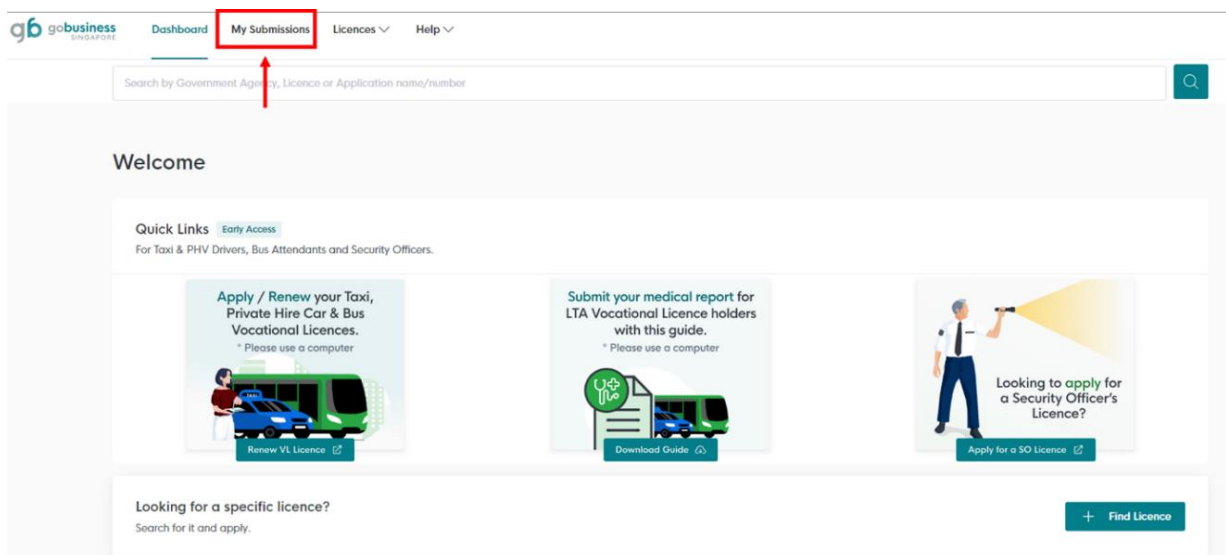 gb gobusiness
SINGAPORE
Dashboard
My Submissions
Licences
Help
Search by Government Agency, Licence or Application name/number
Welcome
Quick Links Early Access
For Taxi & PHV Drivers, Bus Attendants and Security Officers.
Apply / Renew your Taxi,
Private Hire Car & Bus
Vocational Licences.
* Please use a computer
Renew VL Licence
Submit your medical report for
LTA Vocational Licence holders
with this guide.
* Please use a computer
Download Guide
Looking to apply for
a Security Officer's
Licence?
Apply for a SO Licence
Looking for a specific licence?
Search for it and apply.
+ Find Licence